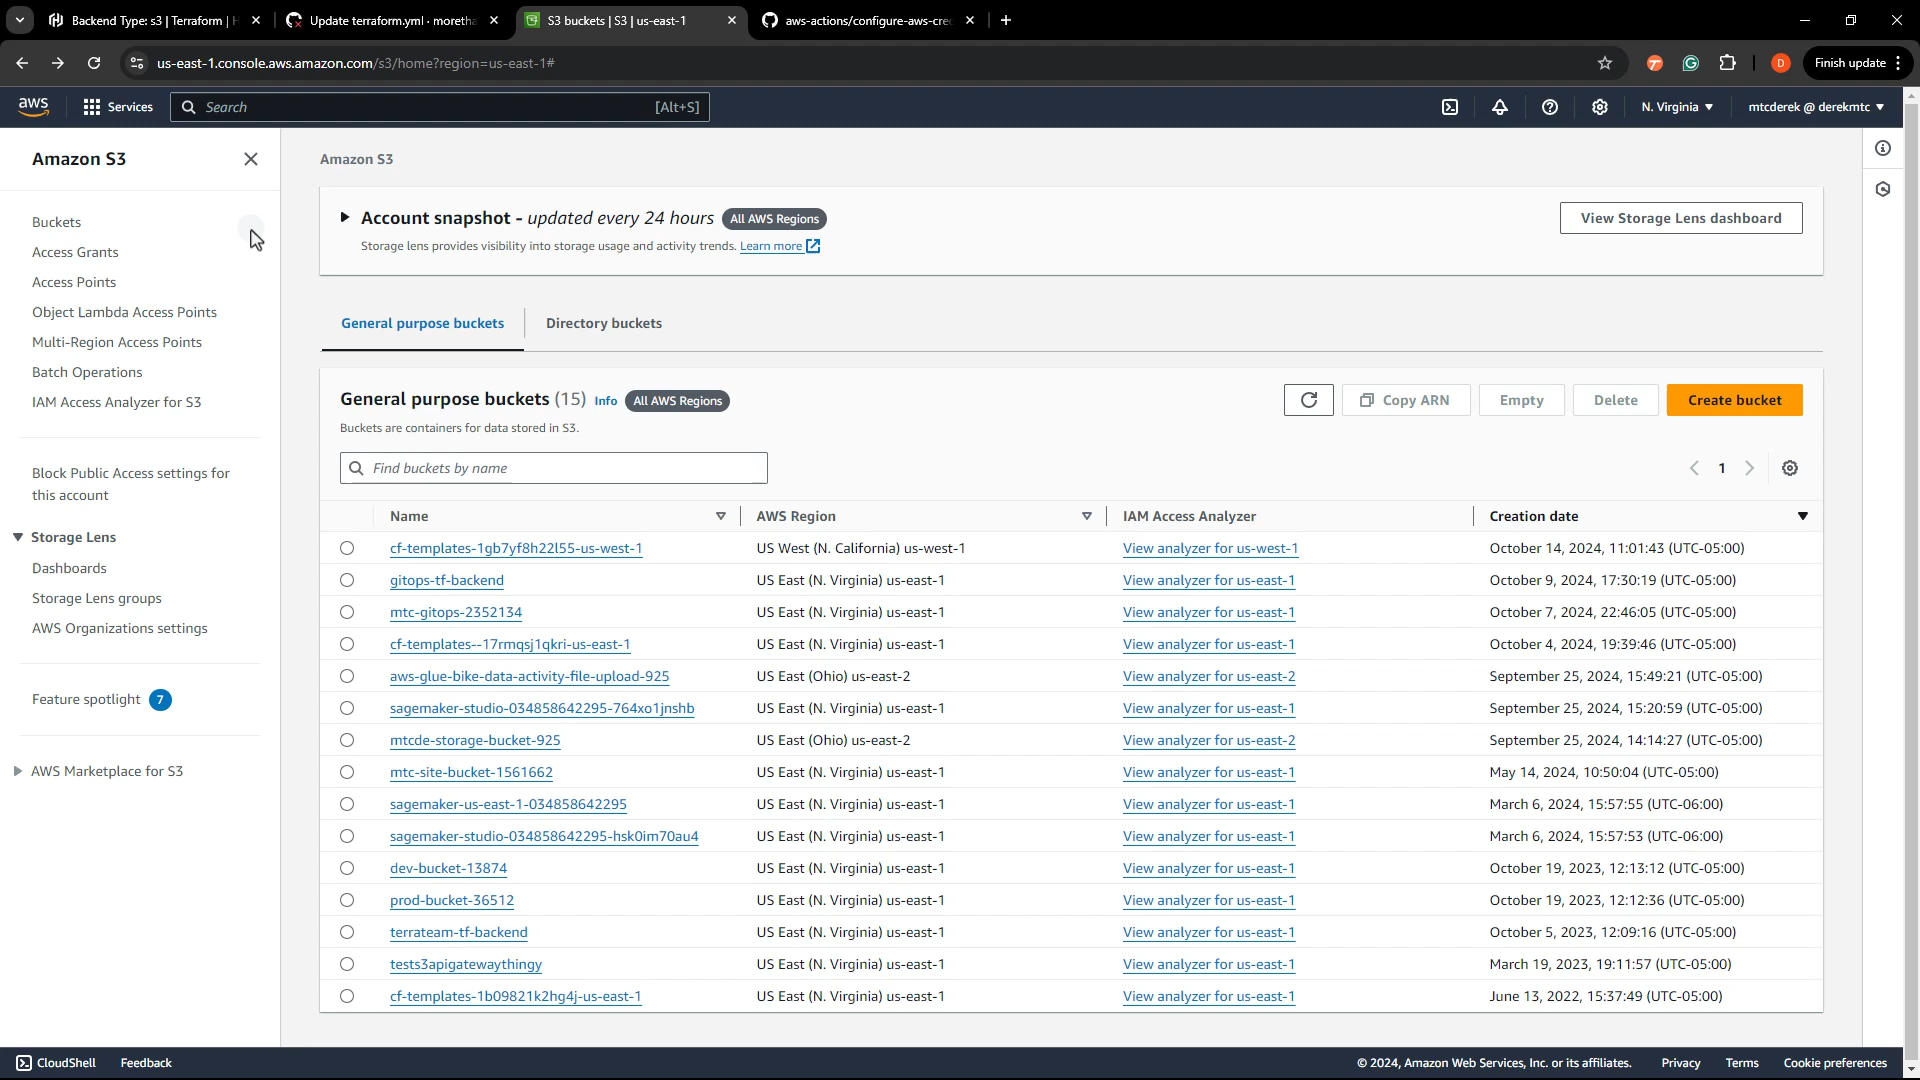 Backend Type: s3 | Terraform | H
Update terraform.yml · moretha
S3 buckets | S3 | us-east-1
aws-actions/configure-aws-cre
us-east-1.console.aws.amazon.com/s3/home?region=us-east-1#
D
Finish update
aws
Services
Search
[Alt+S]
N. Virginia
mtcderek @ derekmtc
Amazon S3
Buckets
Access Grants
Access Points
Object Lambda Access Points
Multi-Region Access Points
Batch Operations
IAM Access Analyzer for S3
Block Public Access settings for
this account
Storage Lens
Dashboards
Storage Lens groups
AWS Organizations settings
Feature spotlight 7
AWS Marketplace for S3
Amazon S3
Account snapshot - updated every 24 hours All AWS Regions
Storage lens provides visibility into storage usage and activity trends. Learn more
View Storage Lens dashboard
General purpose buckets
Directory buckets
General purpose buckets (15) Info All AWS Regions
Buckets are containers for data stored in S3.
Copy ARN
Empty
Delete
Create bucket
Find buckets by name
1
Name AWS Region IAM Access Analyzer Creation date
cf-templates-1gb7yf8h22l55-us-west-1 US West (N. California) us-west-1 View analyzer for us-west-1 October 14, 2024, 11:01:43 (UTC-05:00)
gitops-tf-backend US East (N. Virginia) us-east-1 View analyzer for us-east-1 October 9, 2024, 17:30:19 (UTC-05:00)
mtc-gitops-2352134 US East (N. Virginia) us-east-1 View analyzer for us-east-1 October 7, 2024, 22:46:05 (UTC-05:00)
cf-templates--17rmqsj1qkri-us-east-1 US East (N. Virginia) us-east-1 View analyzer for us-east-1 October 4, 2024, 19:39:46 (UTC-05:00)
aws-glue-bike-data-activity-file-upload-925 US East (Ohio) us-east-2 View analyzer for us-east-2 September 25, 2024, 15:49:21 (UTC-05:00)
sagemaker-studio-034858642295-764xo1jnshb US East (N. Virginia) us-east-1 View analyzer for us-east-1 September 25, 2024, 15:20:59 (UTC-05:00)
mtcde-storage-bucket-925 US East (Ohio) us-east-2 View analyzer for us-east-2 September 25, 2024, 14:14:27 (UTC-05:00)
mtc-site-bucket-1561662 US East (N. Virginia) us-east-1 View analyzer for us-east-1 May 14, 2024, 10:50:04 (UTC-05:00)
sagemaker-us-east-1-034858642295 US East (N. Virginia) us-east-1 View analyzer for us-east-1 March 6, 2024, 15:57:55 (UTC-06:00)
sagemaker-studio-034858642295-hsk0im70au4 US East (N. Virginia) us-east-1 View analyzer for us-east-1 March 6, 2024, 15:57:53 (UTC-06:00)
dev-bucket-13874 US East (N. Virginia) us-east-1 View analyzer for us-east-1 October 19, 2023, 12:13:12 (UTC-05:00)
prod-bucket-36512 US East (N. Virginia) us-east-1 View analyzer for us-east-1 October 19, 2023, 12:12:36 (UTC-05:00)
terrateam-tf-backend US East (N. Virginia) us-east-1 View analyzer for us-east-1 October 5, 2023, 12:09:16 (UTC-05:00)
tests3apigatewaythingy US East (N. Virginia) us-east-1 View analyzer for us-east-1 March 19, 2023, 19:11:57 (UTC-05:00)
cf-templates-1b09821k2hg4j-us-east-1 US East (N. Virginia) us-east-1 View analyzer for us-east-1 June 13, 2022, 15:37:49 (UTC-05:00)
CloudShell
Feedback
© 2024, Amazon Web Services, Inc. or its affiliates.
Privacy
Terms
Cookie preferences